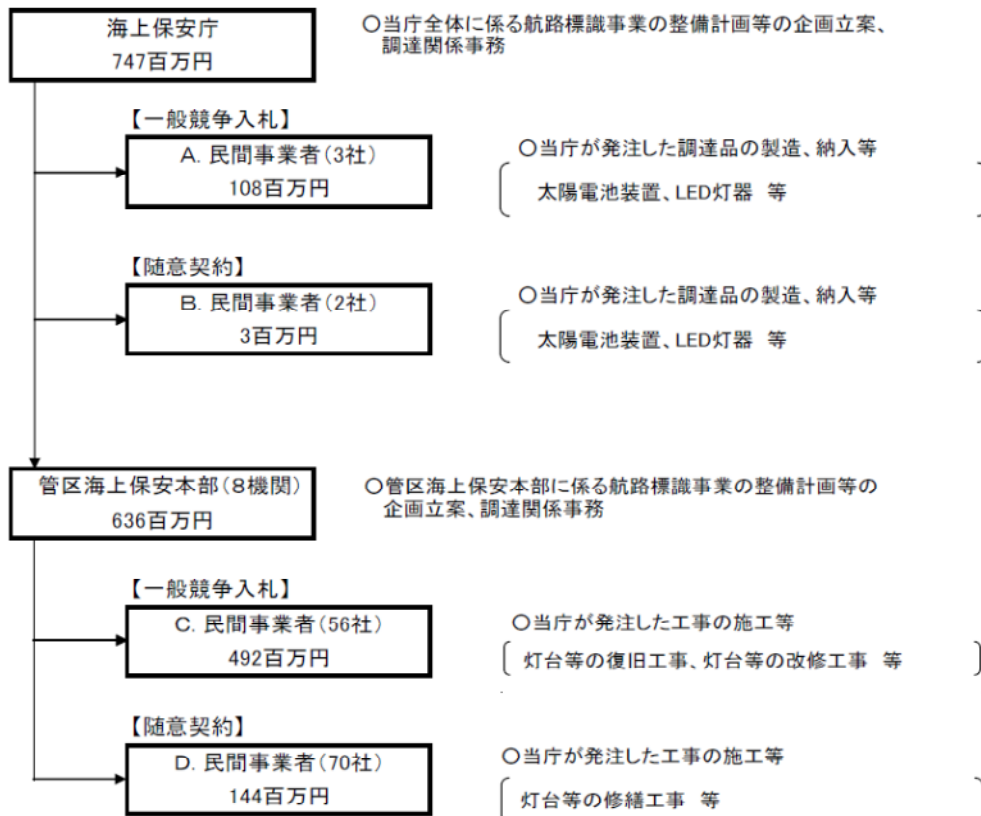 海上保安庁
747百万円
○当庁全体に係る航路標識事業の整備計画等の企画立案、
調達関係事務
【一般競争入札】
A. 民間事業者(3社)
108百万円
○当庁が発注した調達品の製造、納入等
太陽電池装置、LED灯器 等
【随意契約】
B. 民間事業者(2社)
3百万円
○当庁が発注した調達品の製造、納入等
太陽電池装置、LED灯器 等
管区海上保安本部(8機関)
636百万円
○管区海上保安本部に係る航路標識事業の整備計画等の
企画立案、調達関係事務
【一般競争入札】
C. 民間事業者(56社)
492百万円
○当庁が発注した工事の施工等
灯台等の復旧工事、灯台等の改修工事 等
【随意契約】
D. 民間事業者(70社)
144百万円
○当庁が発注した工事の施工等
灯台等の修繕工事 等